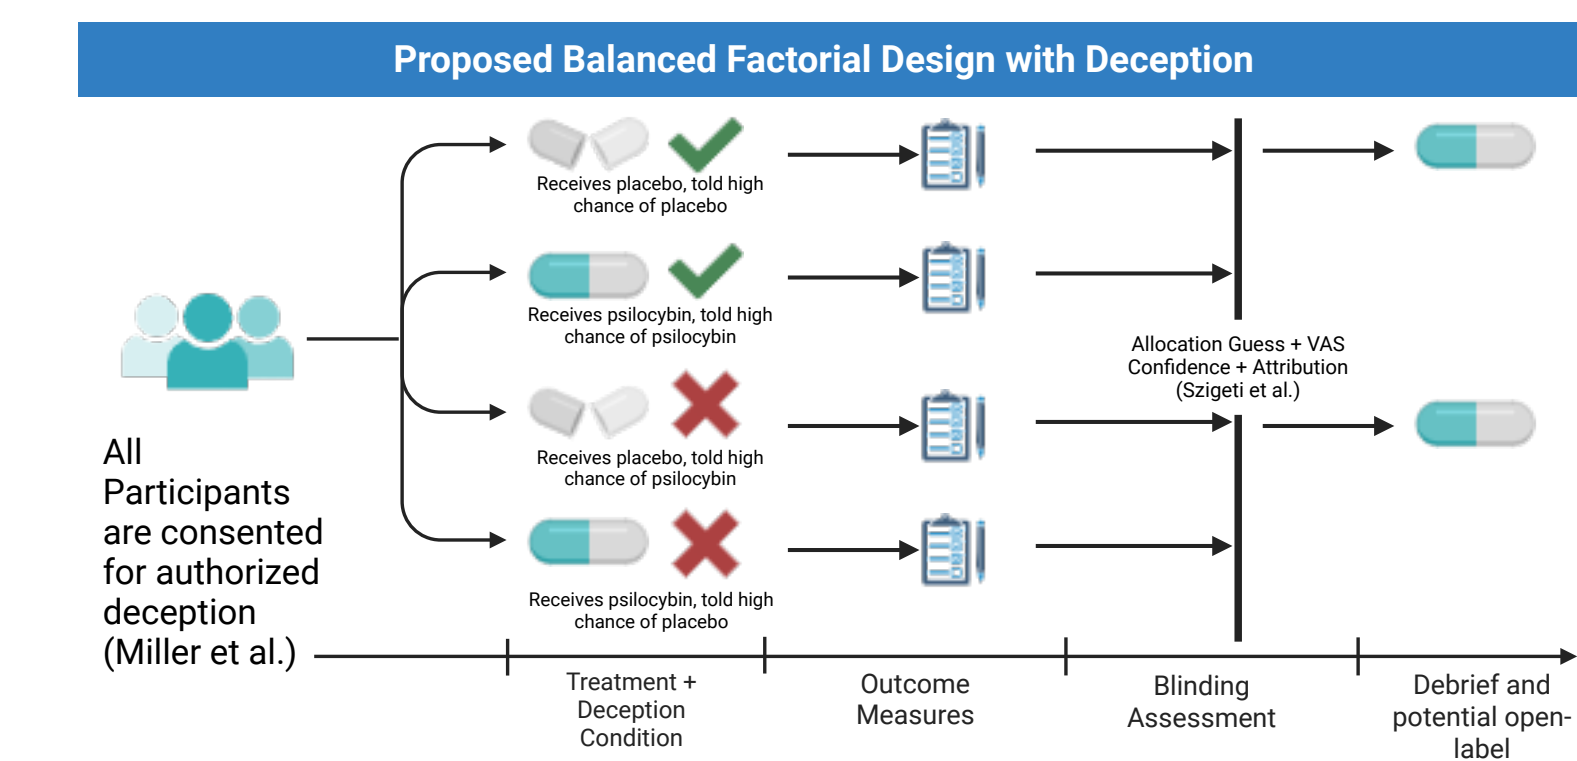 Proposed Balanced Factorial Design with Deception
Receives placebo, told high
chance of placebo
Receives psilocybin, told high
chance of psilocybin
Receives placebo, told high
chance of psilocybin
Receives psilocybin, told high
chance of placebo
All
Participants
are consented
for authorized
deception
(Miller et al.)
Allocation Guess + VAS
Confidence + Attribution
(Szigeti et al.)
Treatment +
Deception
Condition
Outcome
Measures
Blinding
Assessment
Debrief and
potential open-
label